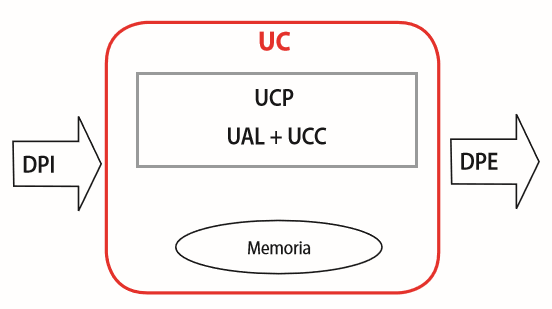 UC
UCP
UAL + UCC
DPI
DPE
Memoria